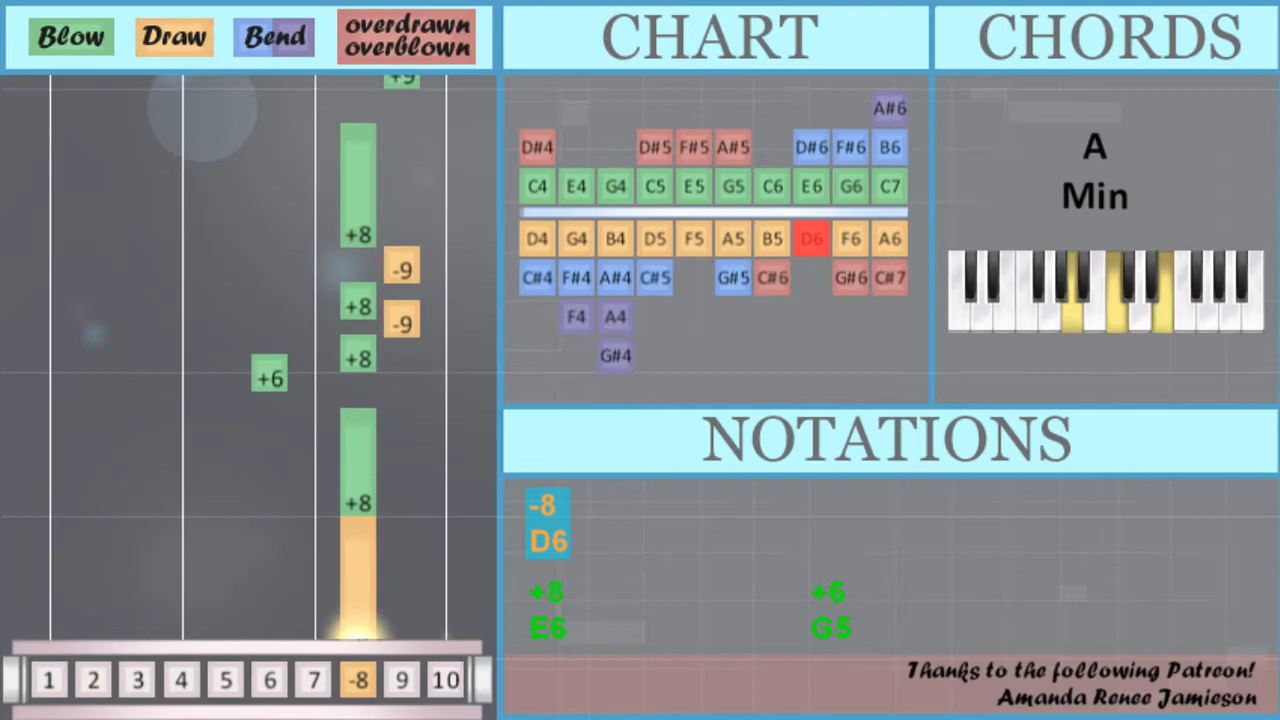 Blow Draw Bend overdrawn
overblown
CHART
CHORDS
+9
+8
-9
+8
-9
+8
+6
+8
1 2 3 4 5 6 7 -8 9 10
A#6
D#4 D#5 F#5 A#5 D#6 F#6 B6
C4 E4 G4 C5 E5 G5 C6 E6 G6 C7
D4 G4 B4 D5 F5 A5 B5 D6 F6 A6
C#4 F#4 A#4 C#5 G#5 C#6 G#6 C#7
F4 A4
G#4
A
Min
NOTATIONS
-8
D6
+8 +6
E6 G5
Thanks to the following Patreon!
Amanda Renee Jamieson